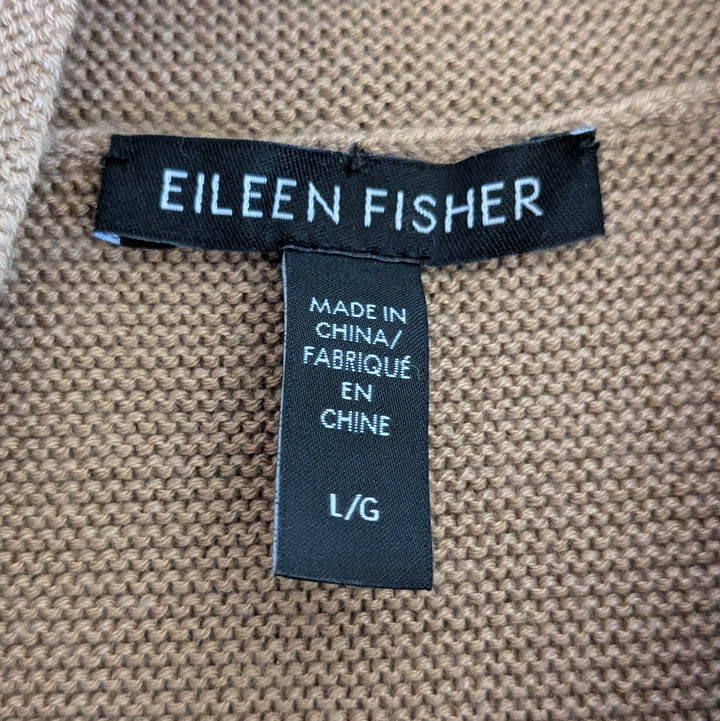 EILEEN FISHER
MADE IN
CHINA/
FABRIQUÉ
EN
CHINE
L/G